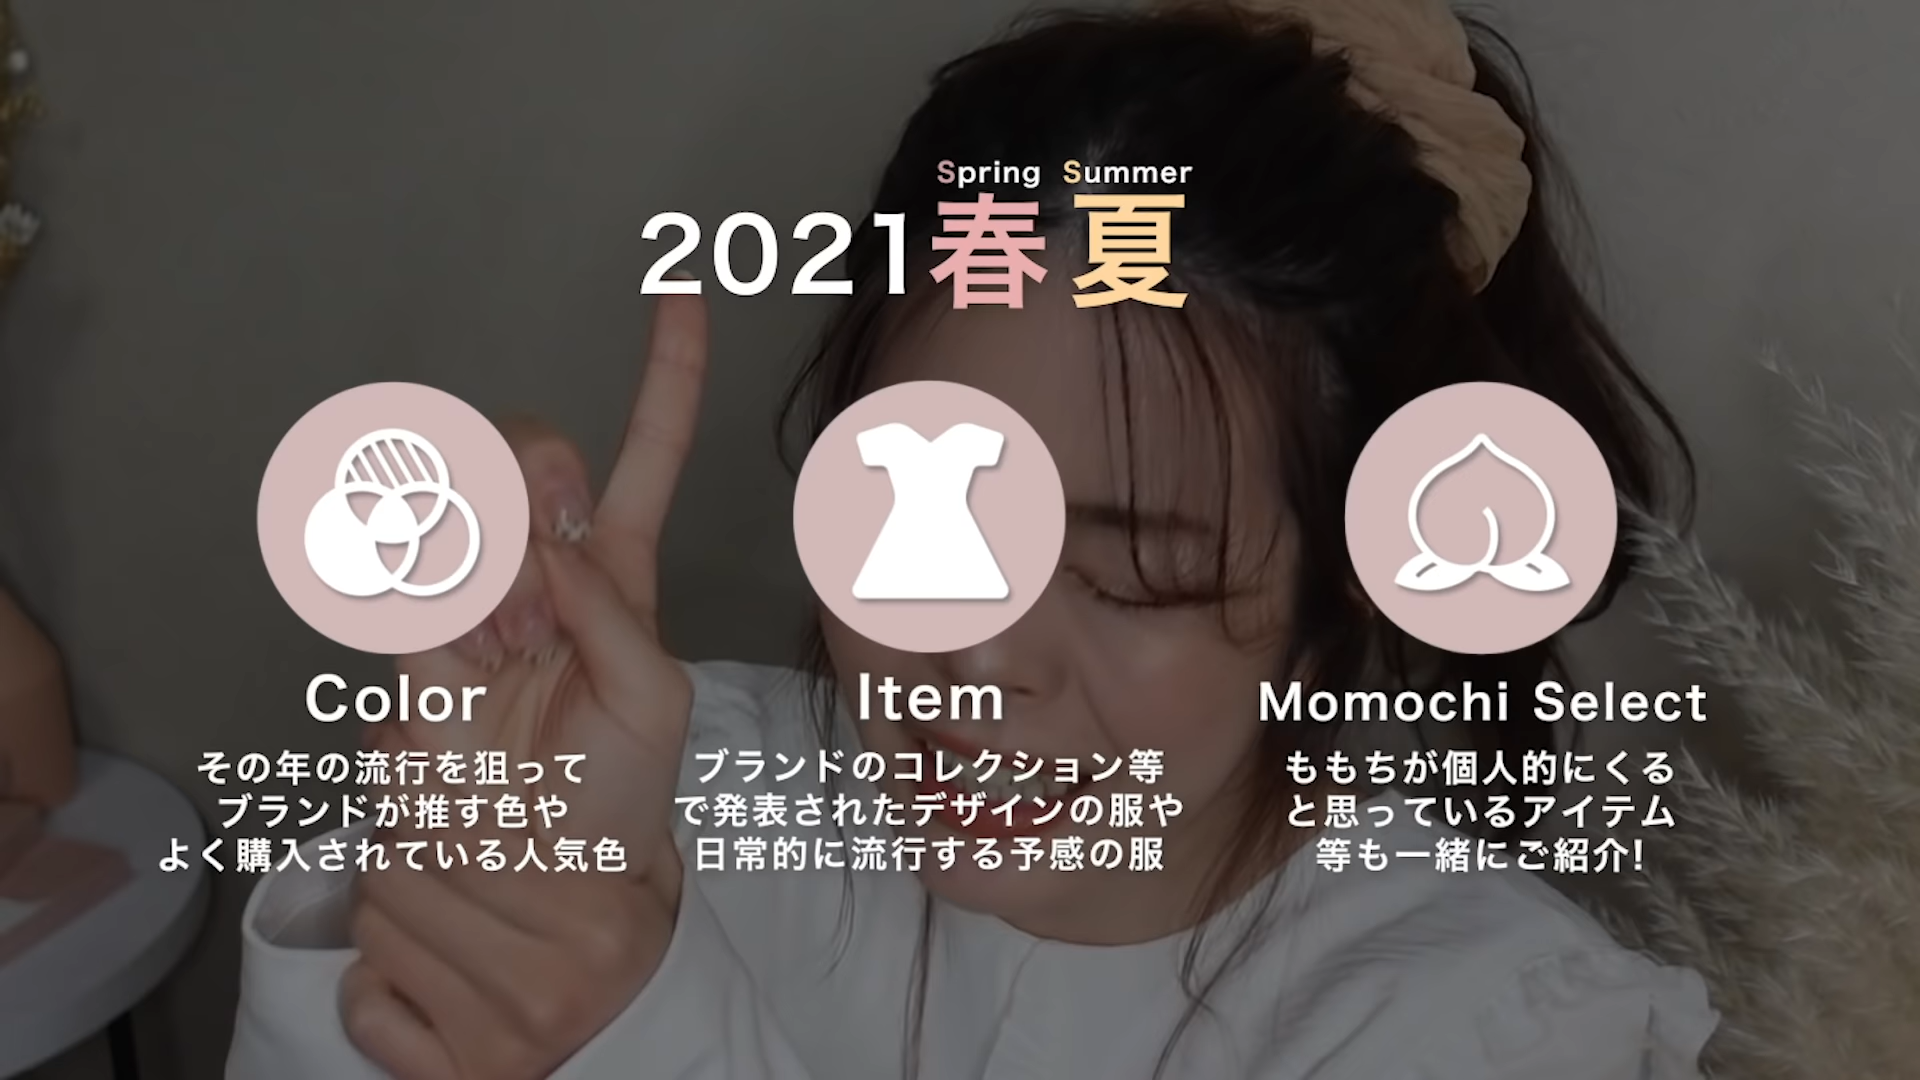 Spring Summer
2021春夏
Color
その年の流行を狙って
ブランドが推す色や
よく購入されている人気色
Item
ブランドのコレクション等
で発表されたデザインの服や
日常的に流行する予感の服
Momochi Select
ももちが個人的にくる
と思っているアイテム
等も一緒にご紹介!